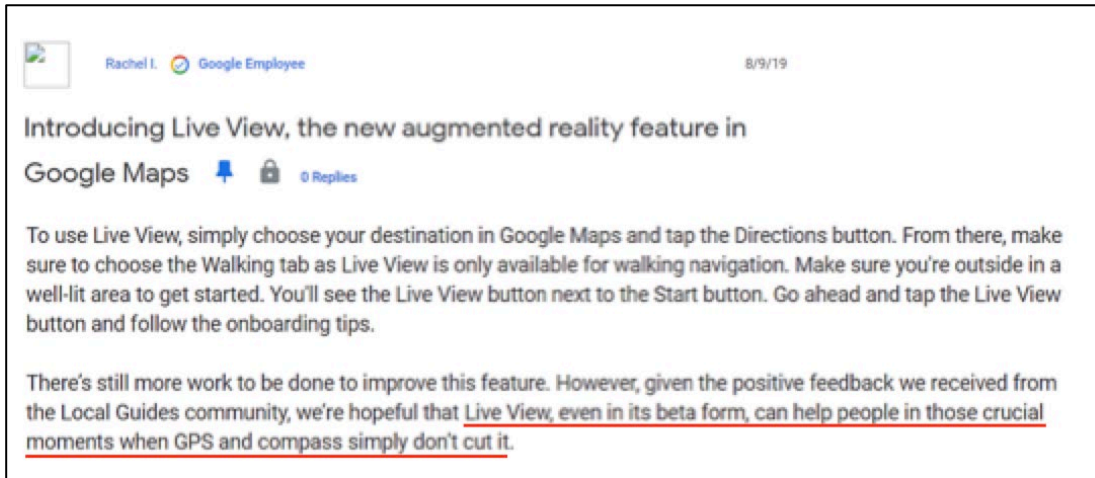 Rachel I. Google Employee 8/9/19
Introducing Live View, the new augmented reality feature in
Google Maps 0 Replies
To use Live View, simply choose your destination in Google Maps and tap the Directions button. From there, make
sure to choose the Walking tab as Live View is only available for walking navigation. Make sure you're outside in a
well-lit area to get started. You'll see the Live View button next to the Start button. Go ahead and tap the Live View
button and follow the onboarding tips.
There's still more work to be done to improve this feature. However, given the positive feedback we received from
the Local Guides community, we're hopeful that Live View, even in its beta form, can help people in those crucial
moments when GPS and compass simply don't cut it.